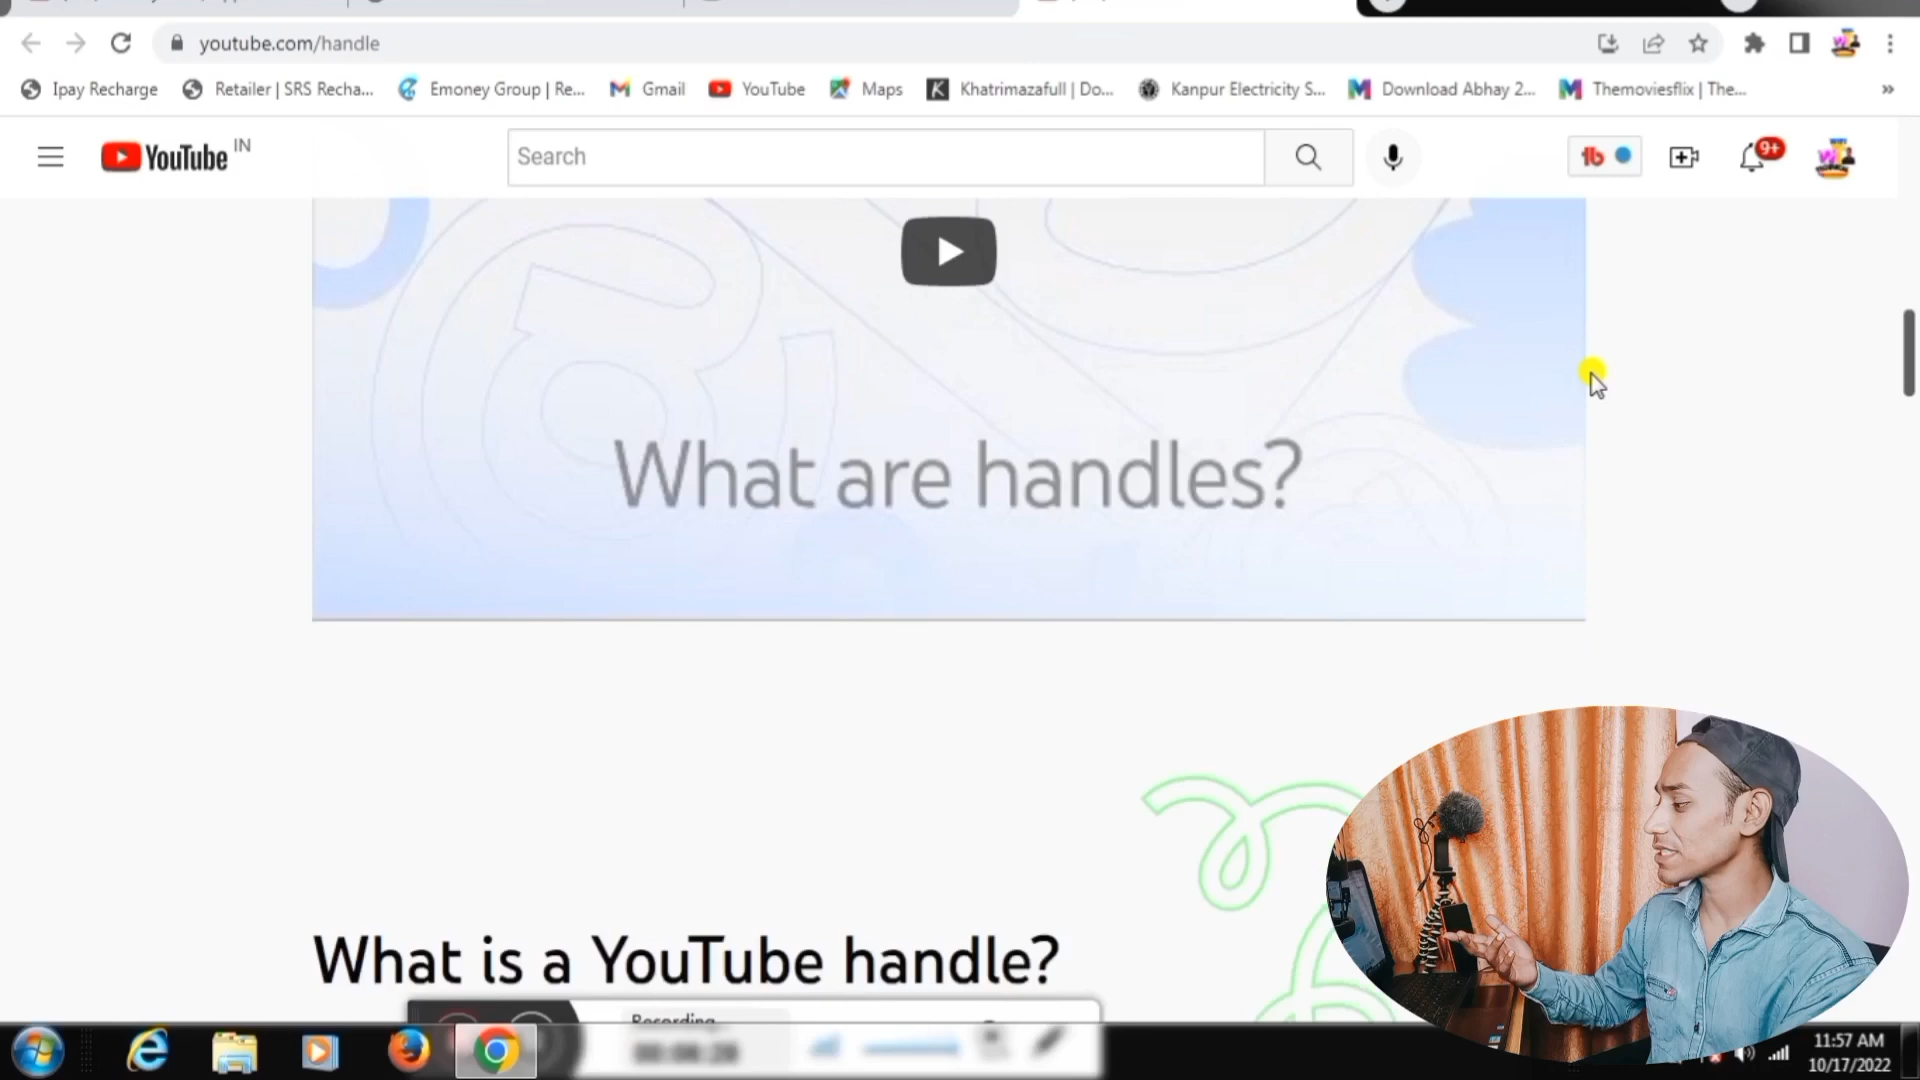 youtube.com/handle
Ipay Recharge
Retailer | SRS Recha...
Emoney Group | Re...
Gmail
YouTube
Maps
Khatrimazafull | Do...
Kanpur Electricity S...
Download Abhay 2...
Themoviesflix | The...
»
YouTube IN
Search
9+
What are handles?
What is a YouTube handle?
Recording
11:57 AM
10/17/2022